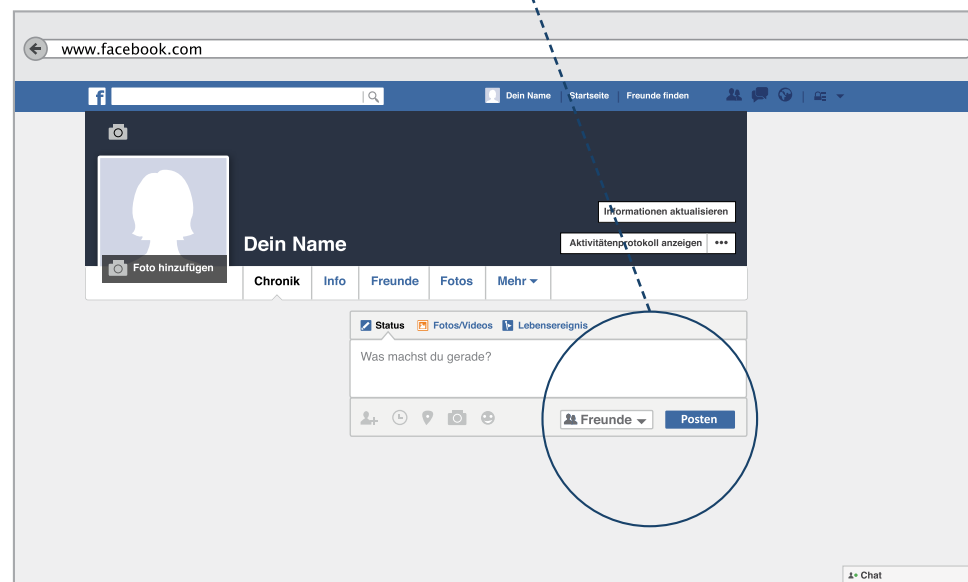 www.facebook.com
f
Dein Name | Startseite | Freunde finden
Informationen aktualisieren
Dein Name
Aktivitätenprotokoll anzeigen
Foto hinzufügen
Chronik Info Freunde Fotos Mehr
Status Fotos/Videos Lebensereignis
Was machst du gerade?
Freunde Posten
Chat